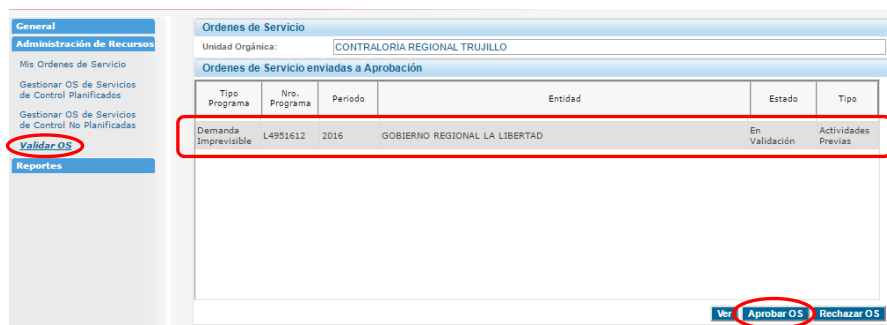 General
Administración de Recursos
Mis Ordenes de Servicio
Gestionar OS de Servicios
de Control Planificados
Gestionar OS de Servicios
de Control No Planificadas
Validar OS
Reportes
Ordenes de Servicio
Unidad Orgánica: CONTRALORÍA REGIONAL TRUJILLO
Ordenes de Servicio enviadas a Aprobación
Tipo Programa Nro. Programa Periodo Entidad Estado Tipo
Demanda Imprevisible L4951612 2016 GOBIERNO REGIONAL LA LIBERTAD En Validación Actividades Previas
Ver Aprobar OS Rechazar OS